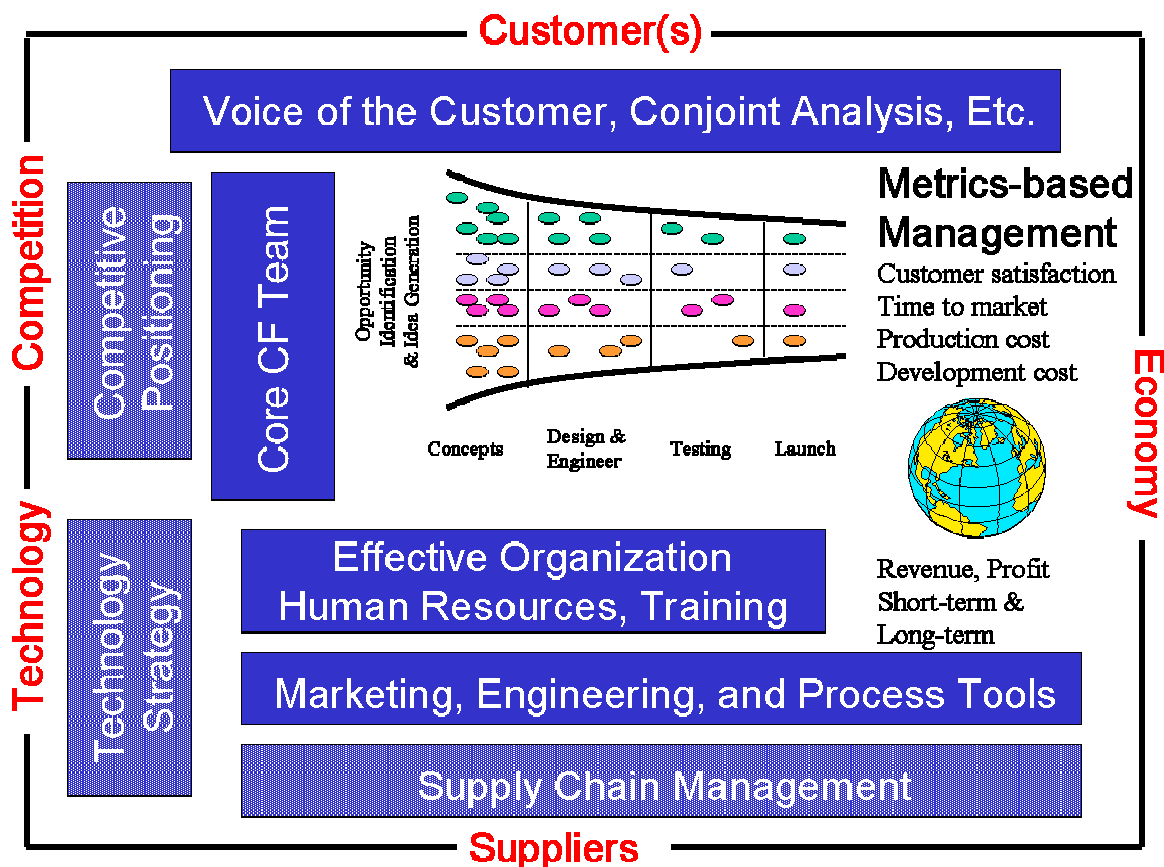 Customer(s)
Voice of the Customer, Conjoint Analysis, Etc.
Competition
Technology
Competitive
Positioning
Technology
Strategy
Core CF Team
Opportunity
Identification
& Idea Generation
Concepts
Design &
Engineer
Testing
Launch
Metrics-based
Management
Customer satisfaction
Time to market
Production cost
Development cost
Revenue, Profit
Short-term &
Long-term
Economy
Effective Organization
Human Resources, Training
Marketing, Engineering, and Process Tools
Supply Chain Management
Suppliers